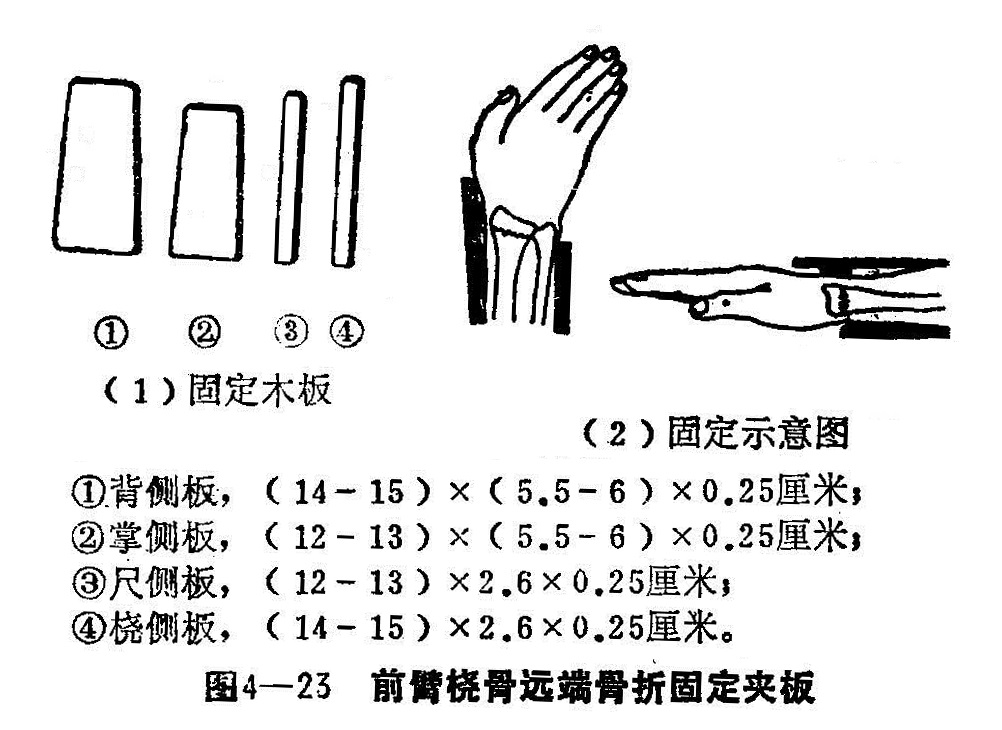 ① ② ③ ④
(1)固定木板
(2)固定示意图
①背侧板,(14-15)×(5.5-6)×0.25厘米;
②掌侧板,(12-13)×(5.5-6)×0.25厘米;
③尺侧板,(12-13)×2.6×0.25厘米;
④桡侧板,(14-15)×2.6×0.25厘米。
图4—23 前臂桡骨远端骨折固定夹板